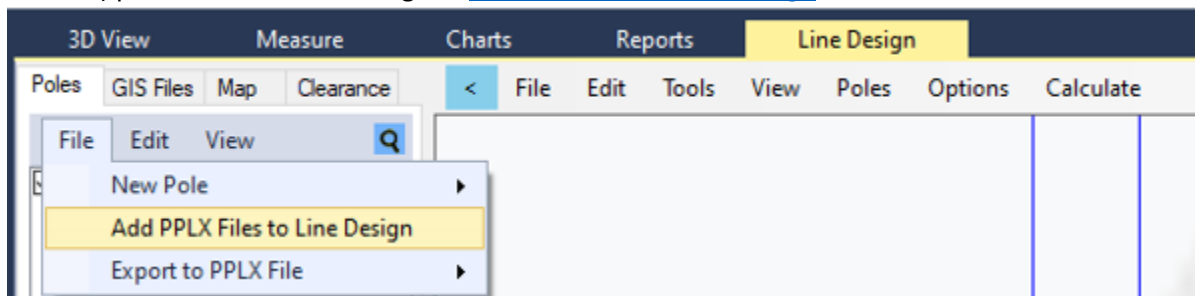 3D View Measure Charts Reports Line Design
Poles GIS Files Map Clearance < File Edit Tools View Poles Options Calculate
File Edit View
New Pole
Add PPLX Files to Line Design
Export to PPLX File